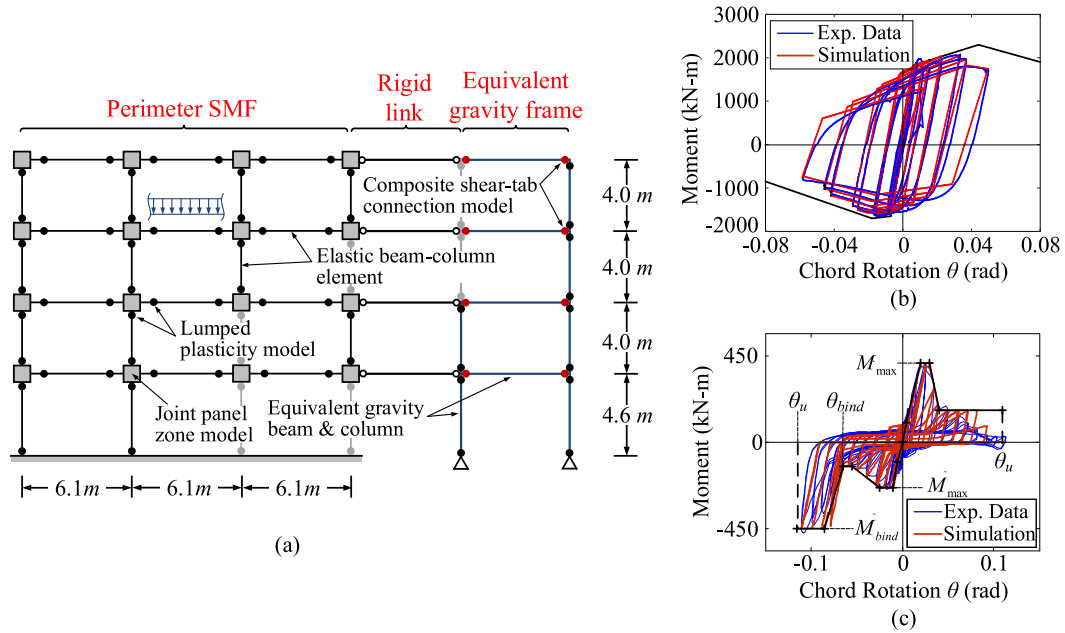 Perimeter SMF
Rigid
link
Equivalent
gravity frame
Composite shear-tab
connection model
Elastic beam-column
element
Lumped
plasticity model
Joint panel
zone model
Equivalent gravity
beam & column
4.0 m
4.0 m
4.0 m
4.6 m
6.1m
6.1m
6.1m
(a)
Exp. Data
Simulation
Moment (kN-m)
3000
2000
1000
0
-1000
2000
-0.08
-0.04
0
0.04
0.08
Chord Rotation θ (rad)
(b)
Moment (kN-m)
450
0
-450
M_max
θ_u
θ_bind
θ_u
M̄_max
M̄_bind
Exp. Data
Simulation
-0.1
0
0.1
Chord Rotation θ (rad)
(c)